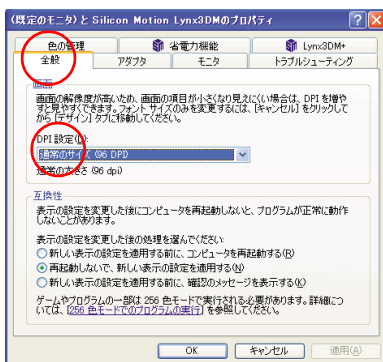 (既定のモニタ) と Silicon Motion Lynx3DMのプロパティ
色の管理
省電力機能
Lynx3DM+
全般
アダプタ
モニタ
トラブルシューティング
画面
画面の解像度が高いため、画面の項目が小さくなり見えにくい場合は、DPI を増や
すと見やすくできます。フォント サイズのみを変更するには、[キャンセル] をクリックして
から [デザイン] タブに移動してください。
DPI 設定(D):
通常のサイズ (96 DPI)
通常の大きさ (96 dpi)
互換性
表示の設定を変更した後にコンピュータを再起動しないと、プログラムが正常に動作
しないことがあります。
表示の設定を変更した後の処理を選んでください:
新しい表示の設定を適用する前に、コンピュータを再起動する(R)
再起動しないで、新しい表示の設定を適用する(N)
新しい表示の設定を適用する前に、確認のメッセージを表示する(K)
ゲームやプログラムの一部は 256 色モードで実行される必要があります。詳細につ
いては、[256 色モードでのプログラムの実行] を参照してください。
OK
キャンセル
適用(A)